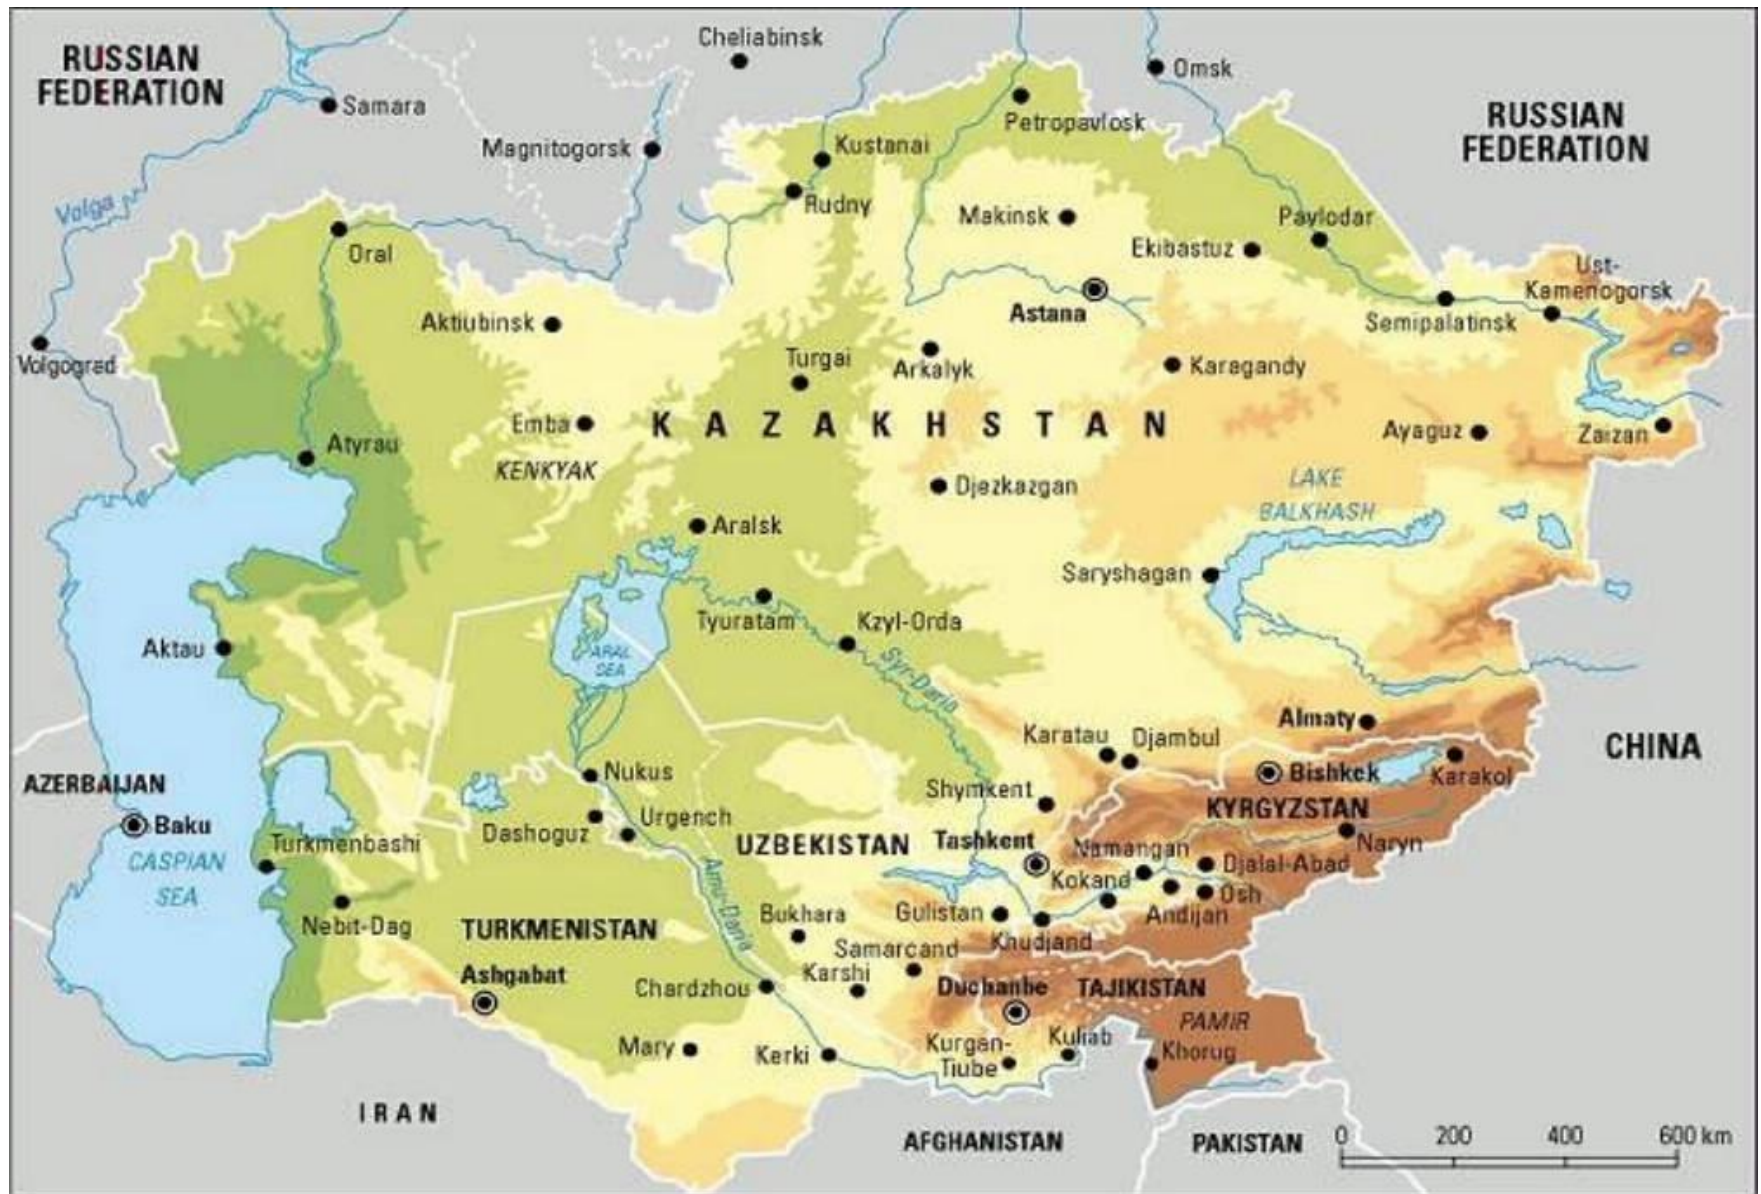 Cheliabinsk
RUSSIAN
FEDERATION
Omsk
Samara
RUSSIAN
FEDERATION
Petropavlosk
Magnitogorsk
Kustanai
Volga
Rudny
Makinsk
Pavlodar
Oral
Ekibastuz
Ust-
Kamenogorsk
Astana
Aktiubinsk
Semipalatinsk
Volgograd
Turgai
Arkalyk
Karagandy
Emba
KAZAKHSTAN
Ayaguz
Zaizan
Atyrau
KENKYAK
Djezkazgan
LAKE
BALKHASH
Aralsk
Saryshagan
Tyuratam
Kzyl-Orda
Aktau
ARAL
SEA
Syr-Daria
Almaty
Karatau
Djambul
CHINA
AZERBAIJAN
Nukus
Bishkek
Karakol
Shymkent
KYRGYZSTAN
Baku
Dashoguz
Urgench
Turkmenbashi
UZBEKISTAN
Tashkent
Namangan
Naryn
CASPIAN
SEA
Djalal-Abad
Kokand
Osh
Amu-Daria
Nebit-Dag
TURKMENISTAN
Bukhara
Gulistan
Andijan
Khudjand
Samarcand
Ashgabat
Karshi
Chardzhou
Duchanbe
TAJIKISTAN
PAMIR
Mary
Kerki
Kurgan-
Tiube
Kuliab
Khorug
IRAN
AFGHANISTAN
PAKISTAN
0 200 400 600 km